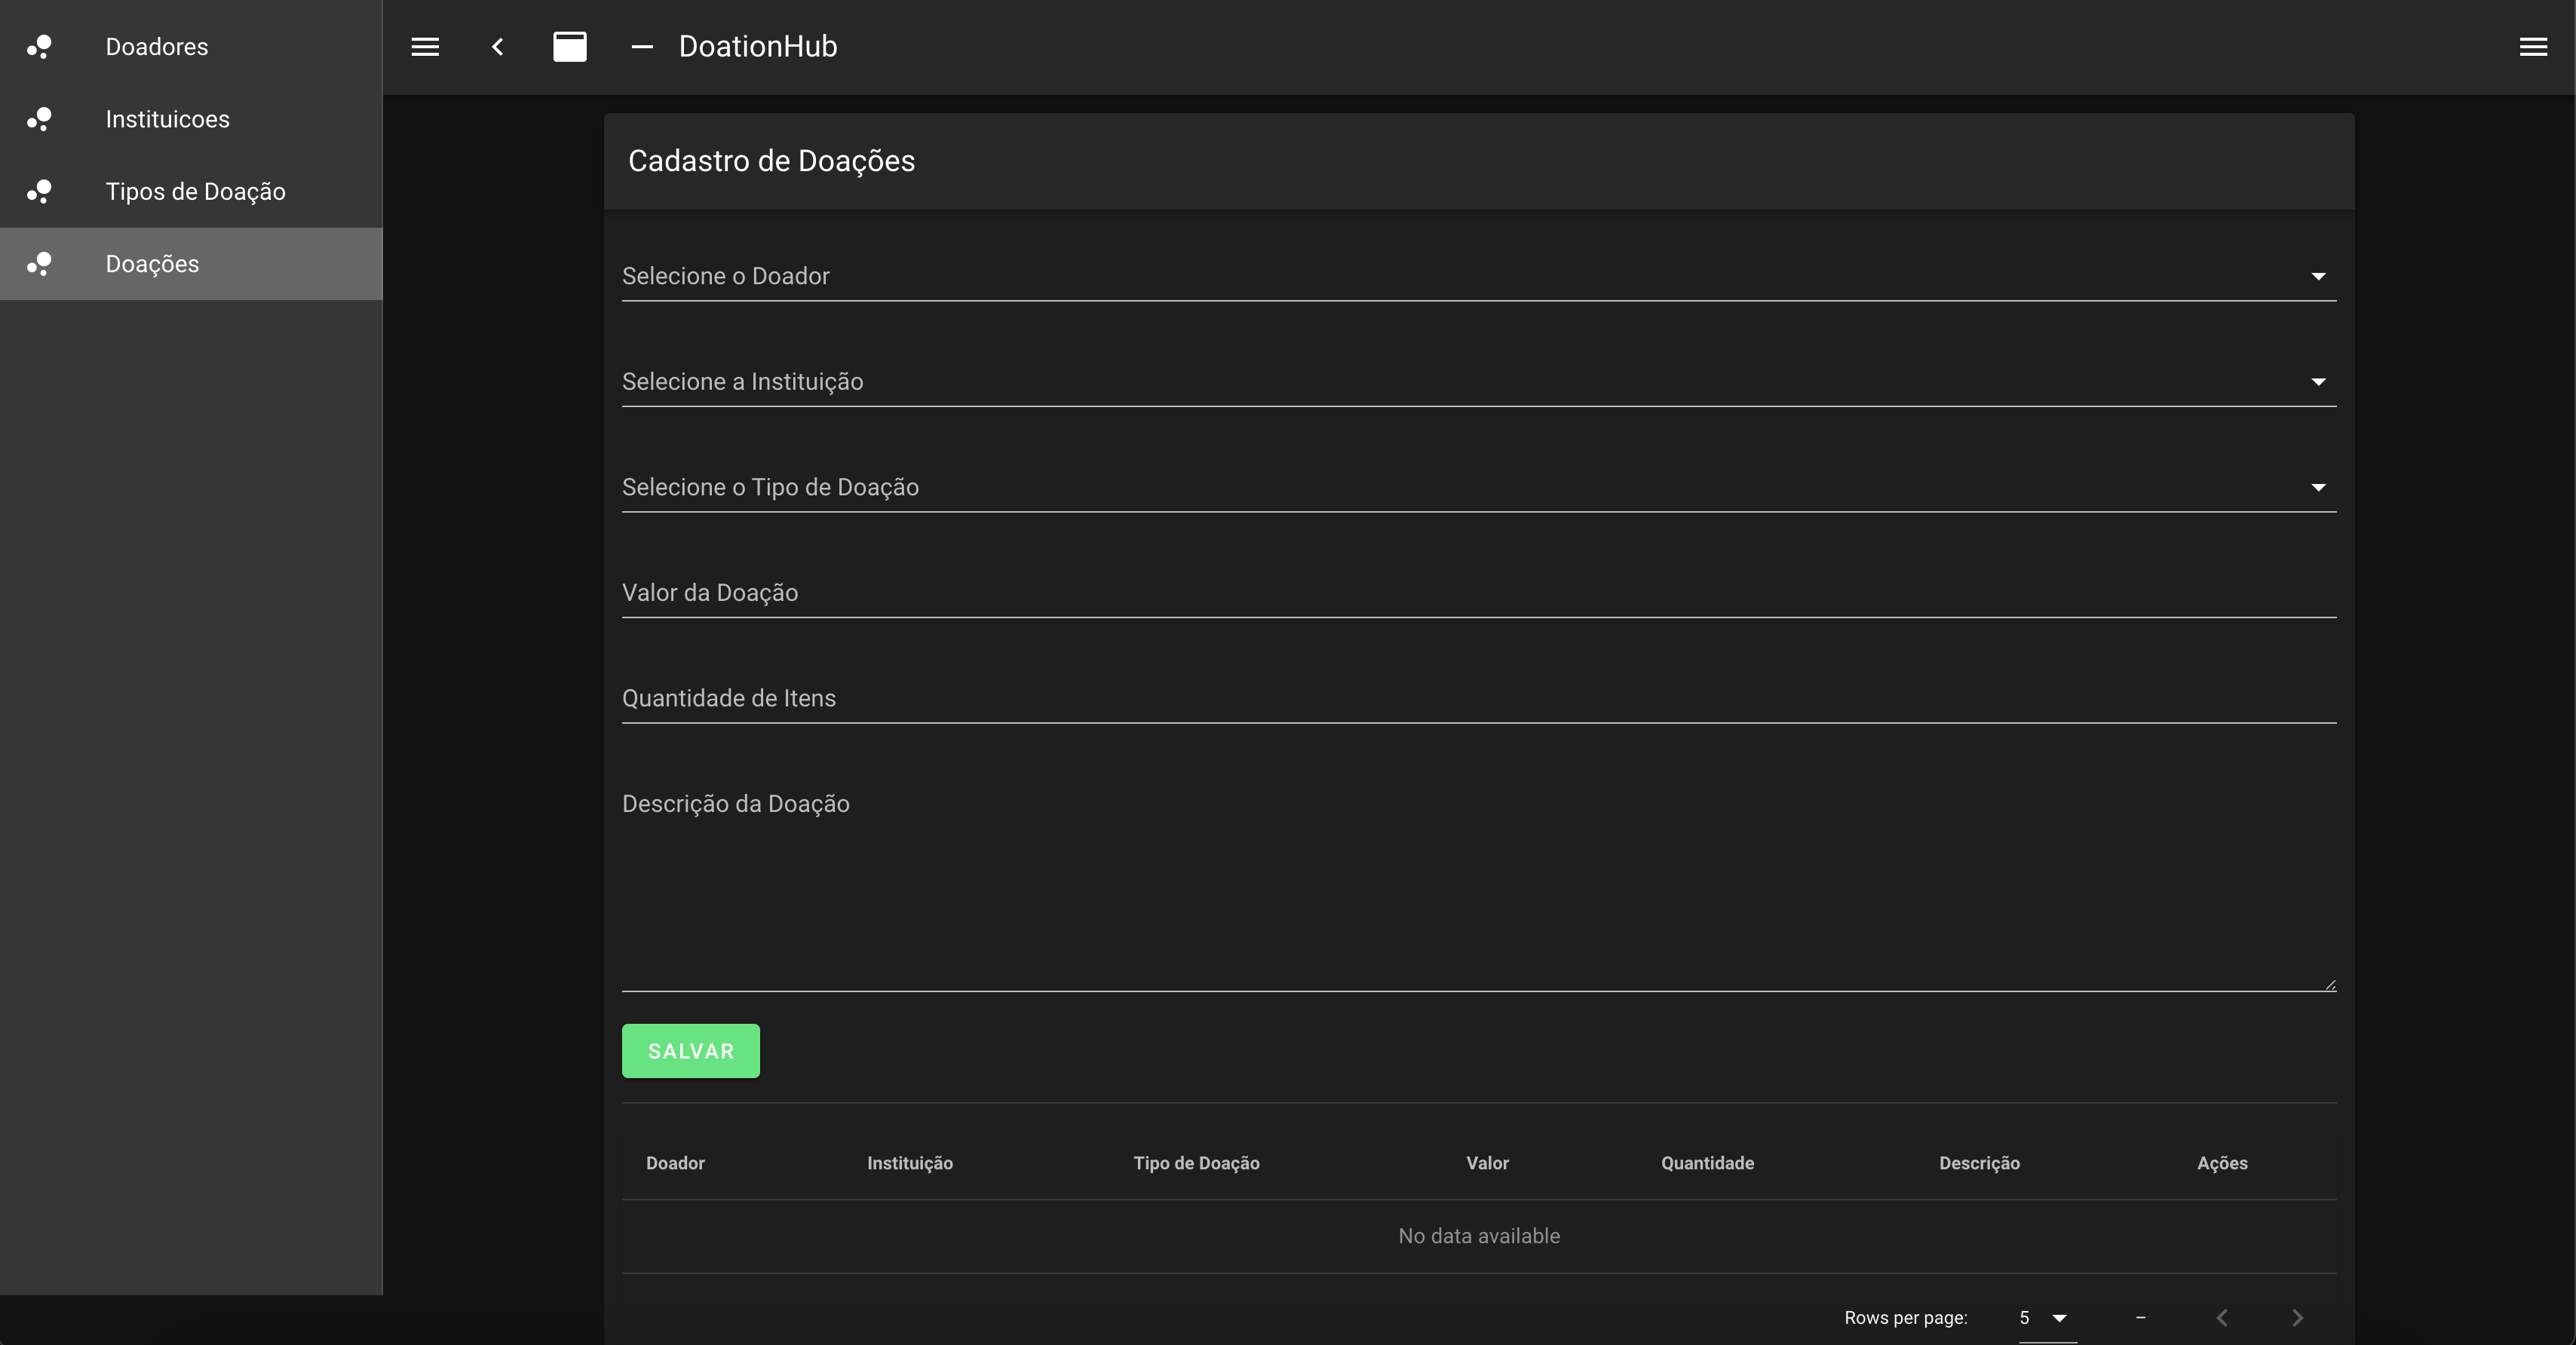 Doadores
Instituicoes
Tipos de Doação
Doações
DoationHub
Cadastro de Doações
Selecione o Doador
Selecione a Instituição
Selecione o Tipo de Doação
Valor da Doação
Quantidade de Itens
Descrição da Doação
SALVAR
Doador Instituição Tipo de Doação Valor Quantidade Descrição Ações
No data available
Rows per page: 5 –